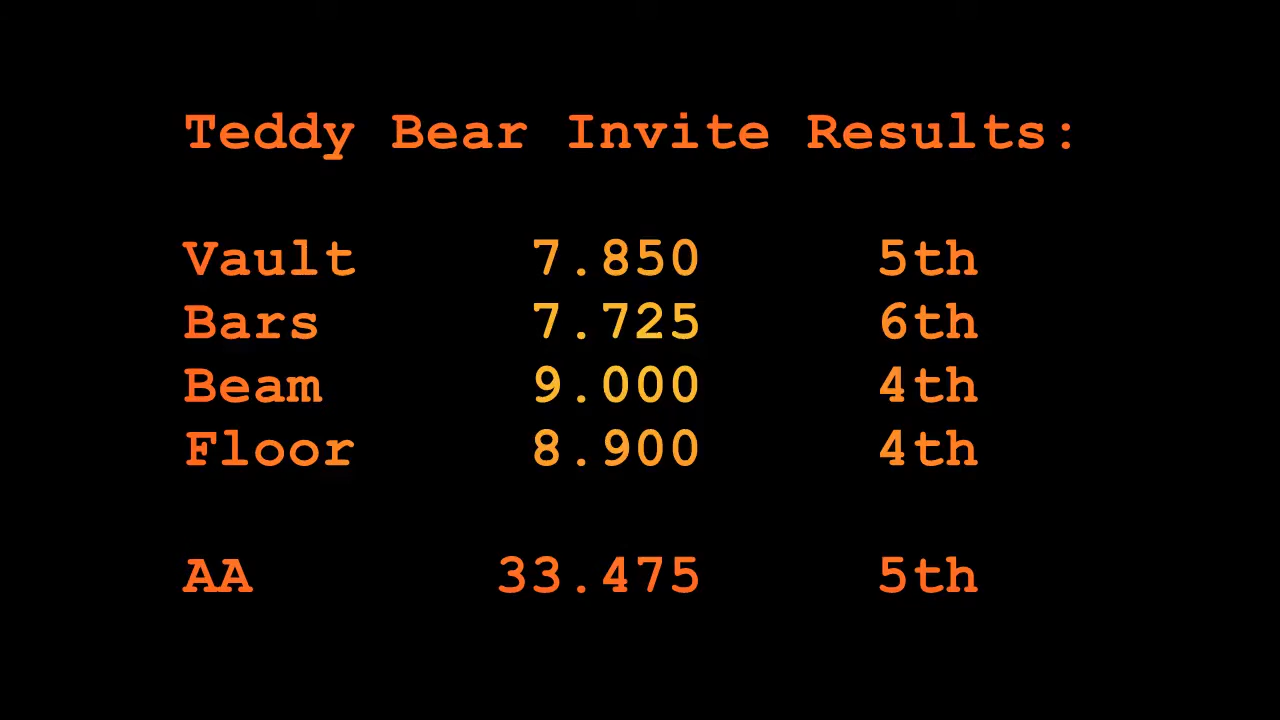 Teddy Bear Invite Results:
Vault 7.850 5th
Bars 7.725 6th
Beam 9.000 4th
Floor 8.900 4th
AA 33.475 5th